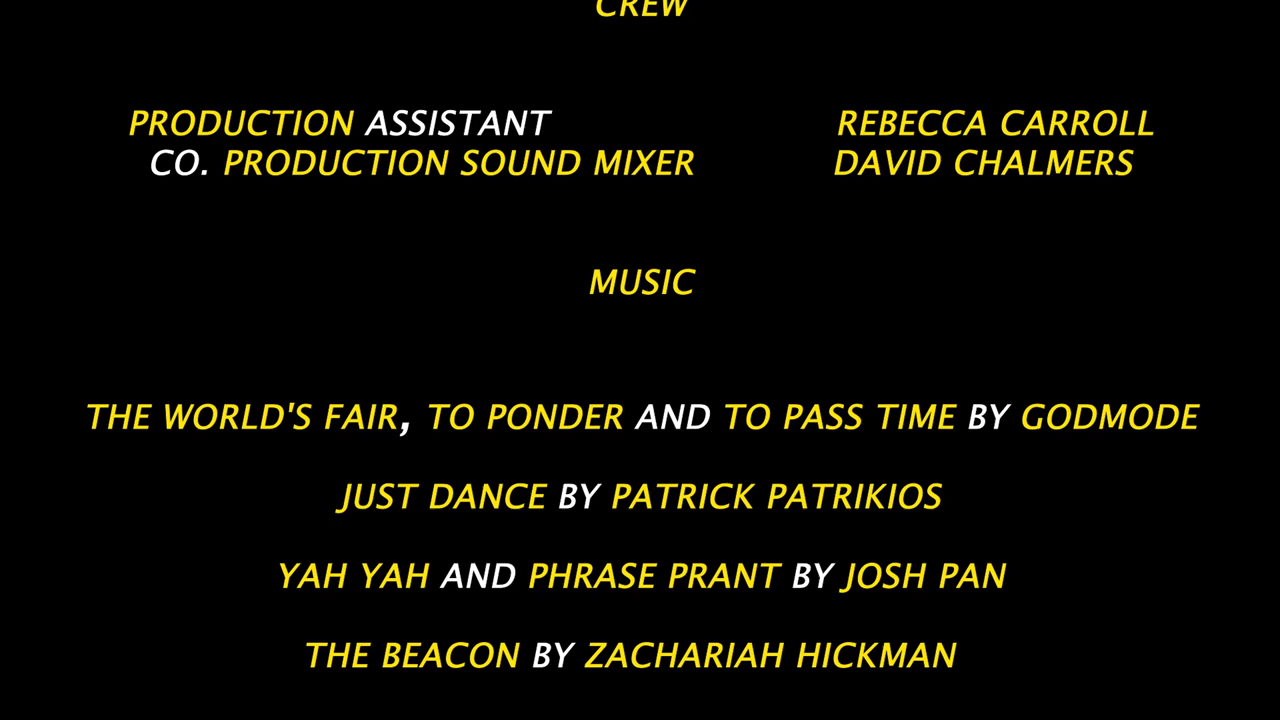 CREW
PRODUCTION ASSISTANT REBECCA CARROLL
CO. PRODUCTION SOUND MIXER DAVID CHALMERS
MUSIC
THE WORLD'S FAIR, TO PONDER AND TO PASS TIME BY GODMODE
JUST DANCE BY PATRICK PATRIKIOS
YAH YAH AND PHRASE PRANT BY JOSH PAN
THE BEACON BY ZACHARIAH HICKMAN